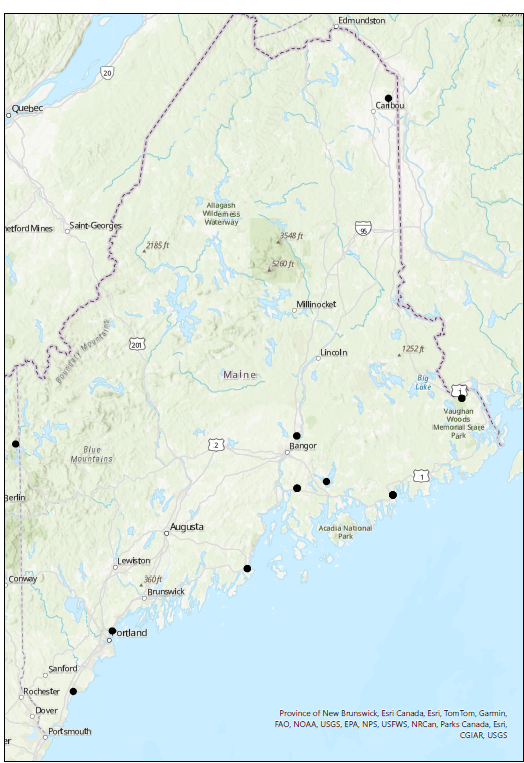 Edmundston
20
Caribou
Quebec
Allagash
Wilderness
Waterway
Saint-Georges
hetford Mines
95
3548 ft
2185 ft
5260 ft
Millinocket
Boundary Mountains
201
Lincoln
1252 ft
Maine
Big
Lake
1
Vaughan
Woods
Memorial State
Park
2
Bangor
Blue
Mountains
1
Berlin
Augusta
Acadia National
Park
Lewiston
Conway
360 ft
Brunswick
Portland
Sanford
Rochester
Dover
Portsmouth
er
Province of New Brunswick, Esri Canada, Esri, TomTom, Garmin,
FAO, NOAA, USGS, EPA, NPS, USFWS, NRCan, Parks Canada, Esri,
CGIAR, USGS